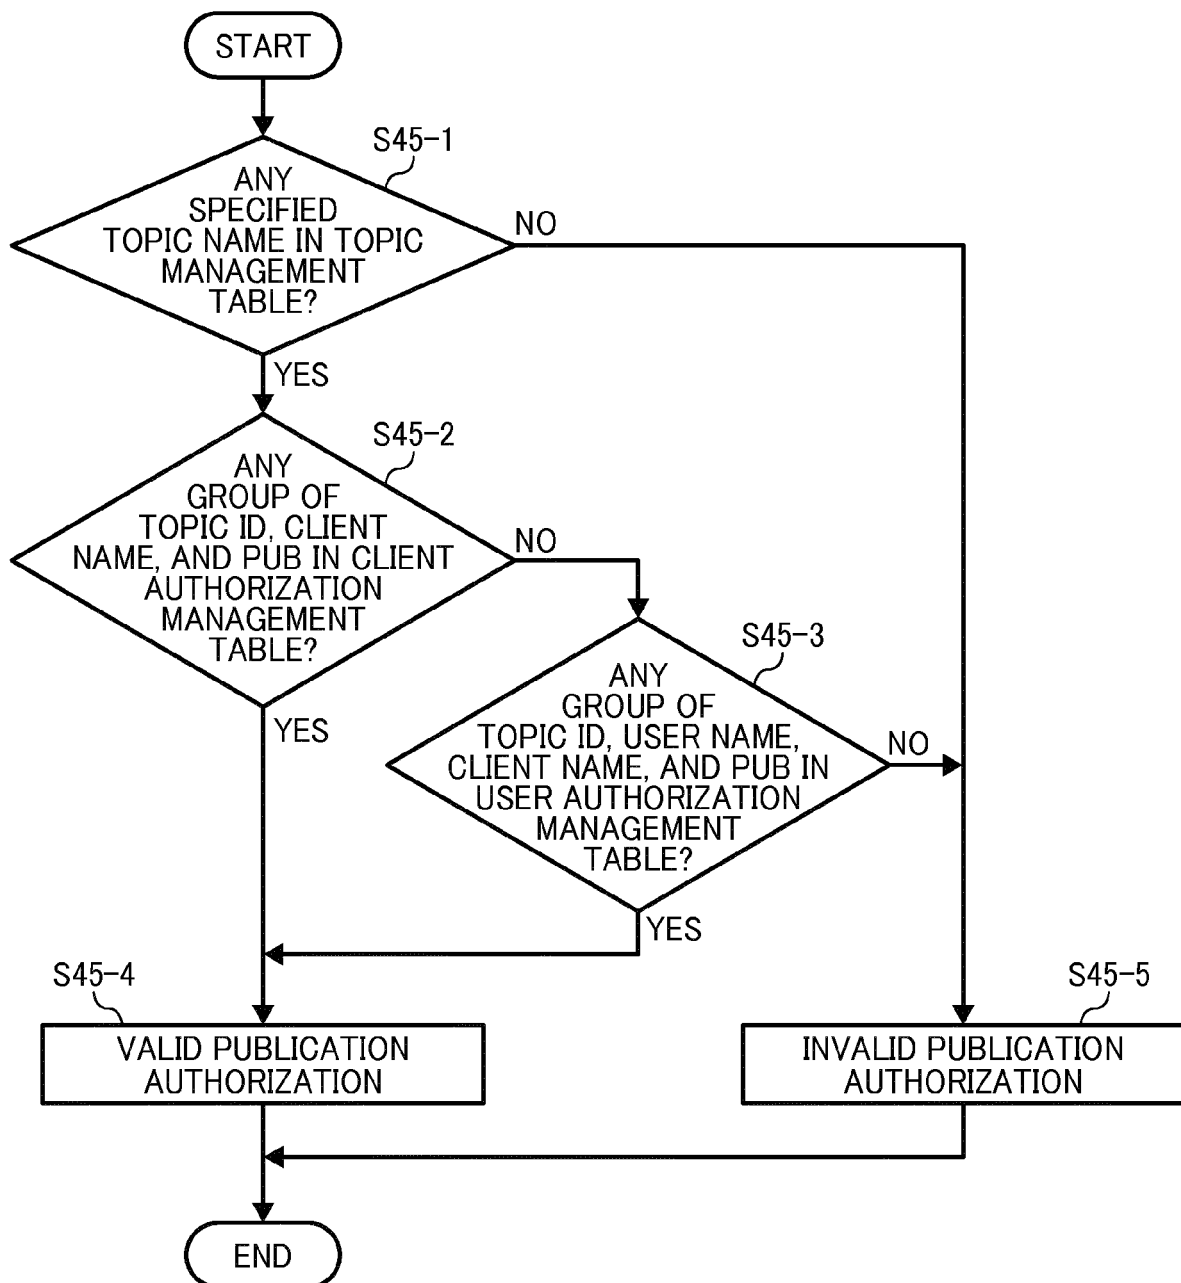 START
S45-1
ANY
SPECIFIED
TOPIC NAME IN TOPIC
MANAGEMENT
TABLE?
NO
YES
S45-2
ANY
GROUP OF
TOPIC ID, CLIENT
NAME, AND PUB IN CLIENT
AUTHORIZATION
MANAGEMENT
TABLE?
NO
YES
S45-3
ANY
GROUP OF
TOPIC ID, USER NAME,
CLIENT NAME, AND PUB IN
USER AUTHORIZATION
MANAGEMENT
TABLE?
NO
YES
S45-4
VALID PUBLICATION
AUTHORIZATION
S45-5
INVALID PUBLICATION
AUTHORIZATION
END